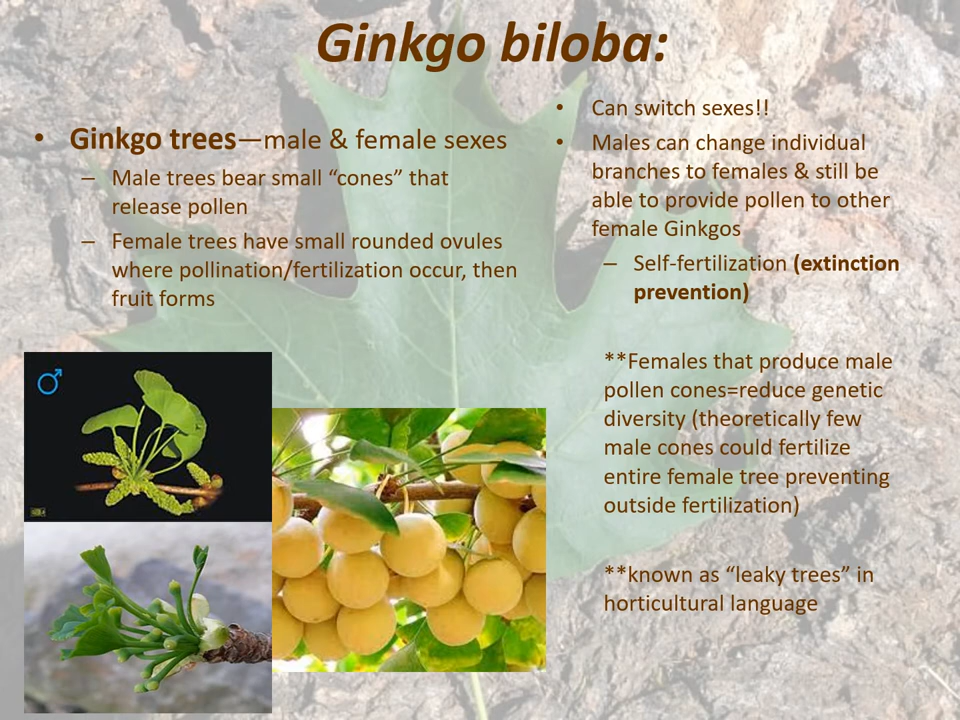 Ginkgo biloba:
• Ginkgo trees—male & female sexes
– Male trees bear small “cones” that
release pollen
– Female trees have small rounded ovules
where pollination/fertilization occur, then
fruit forms
• Can switch sexes!!
• Males can change individual
branches to females & still be
able to provide pollen to other
female Ginkgos
– Self-fertilization (extinction
prevention)
**Females that produce male
pollen cones=reduce genetic
diversity (theoretically few
male cones could fertilize
entire female tree preventing
outside fertilization)
**known as “leaky trees” in
horticultural language
♂